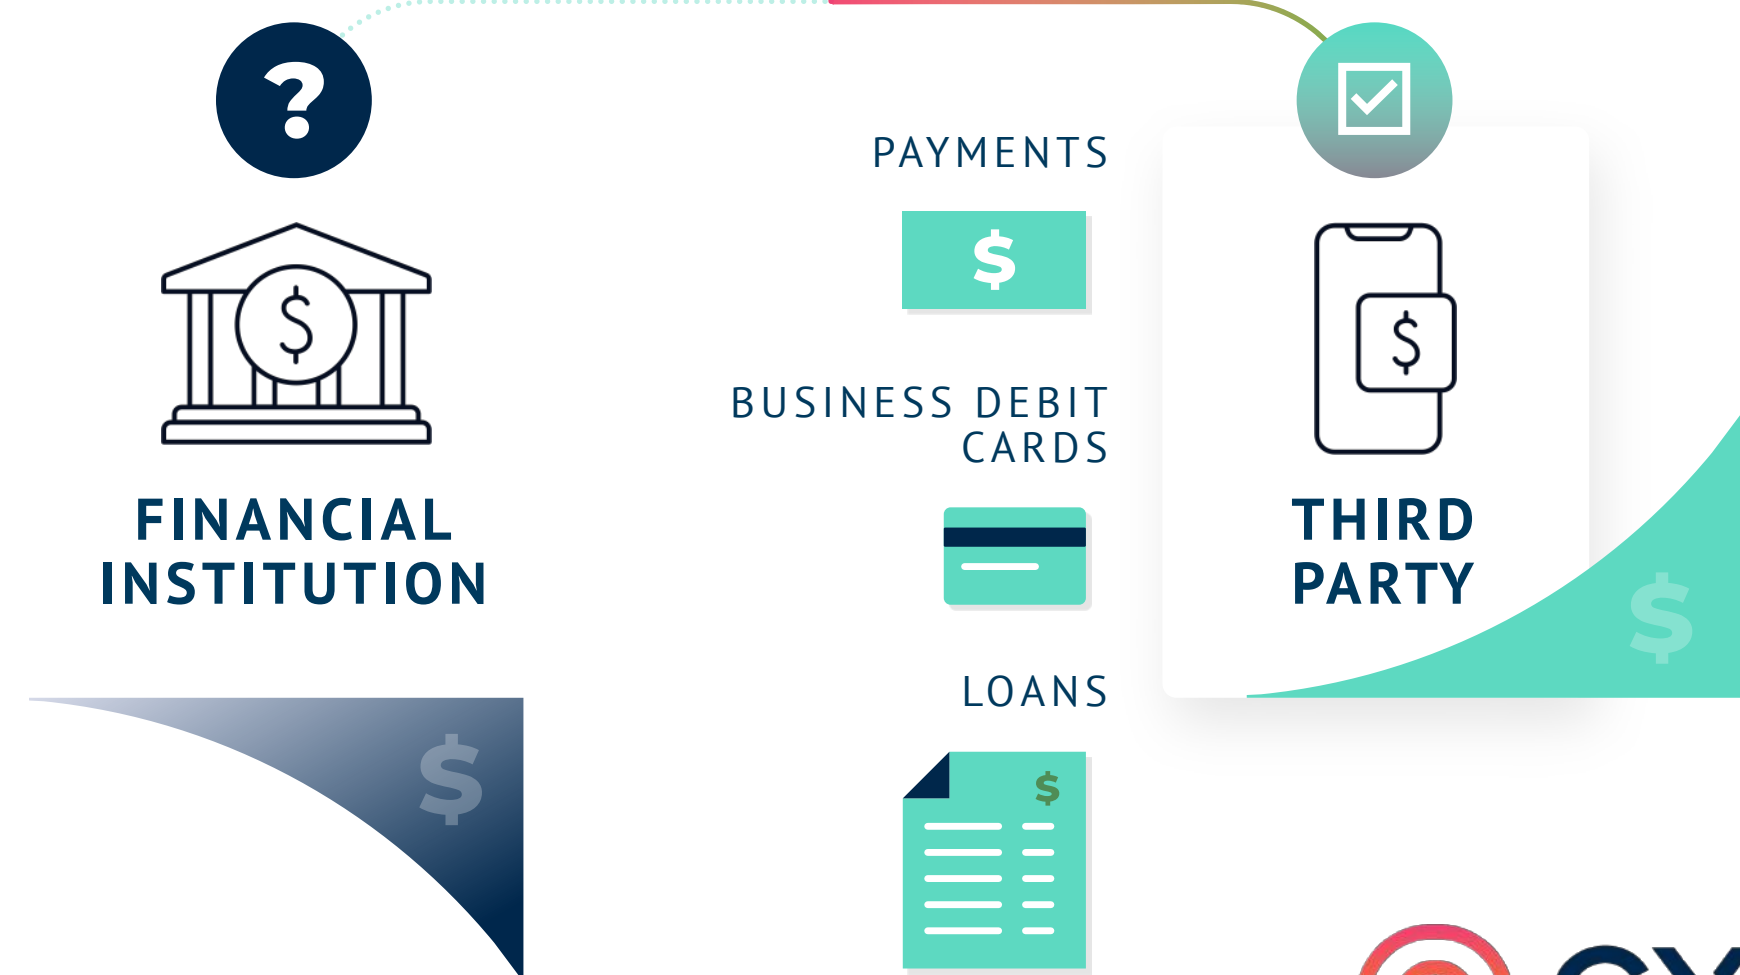 ?
PAYMENTS
$
BUSINESS DEBIT
CARDS
LOANS
$
$
FINANCIAL
INSTITUTION
$
$
THIRD
PARTY
$